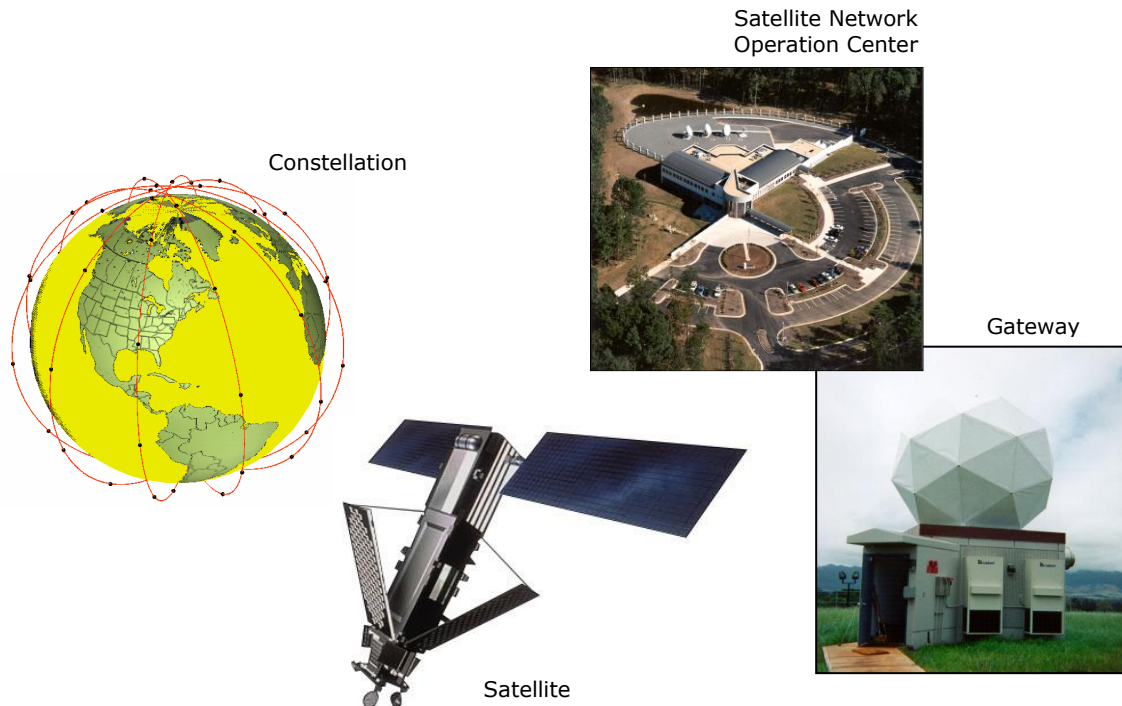 Satellite Network
Operation Center
Constellation
Gateway
Satellite